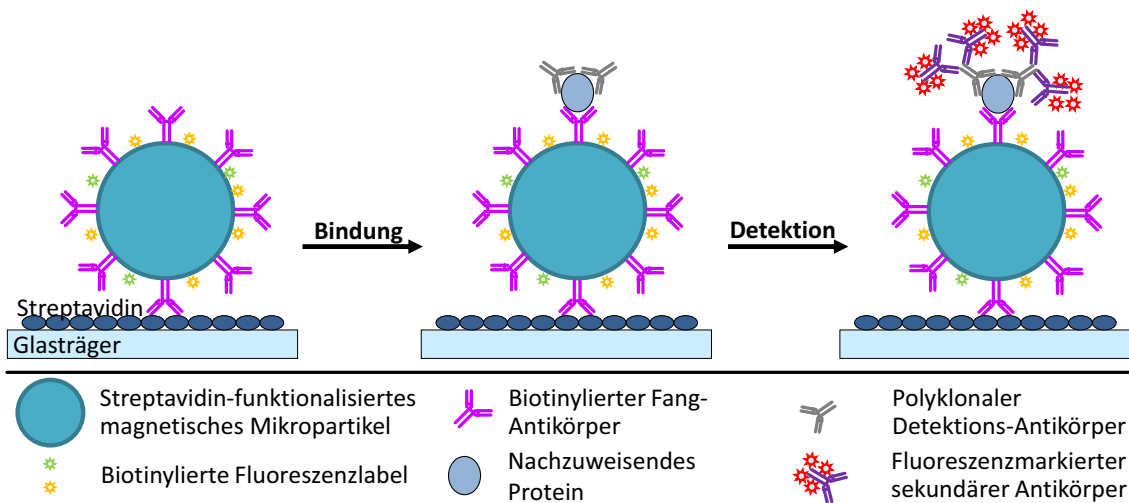 Bindung
Detektion
Streptavidin
Glasträger
Streptavidin-funktionalisiertes
magnetisches Mikropartikel
Biotinylierte Fluoreszenzlabel
Biotinylierter Fang-
Antikörper
Nachzuweisendes
Protein
Polyklonaler
Detektions-Antikörper
Fluoreszenzmarkierter
sekundärer Antikörper